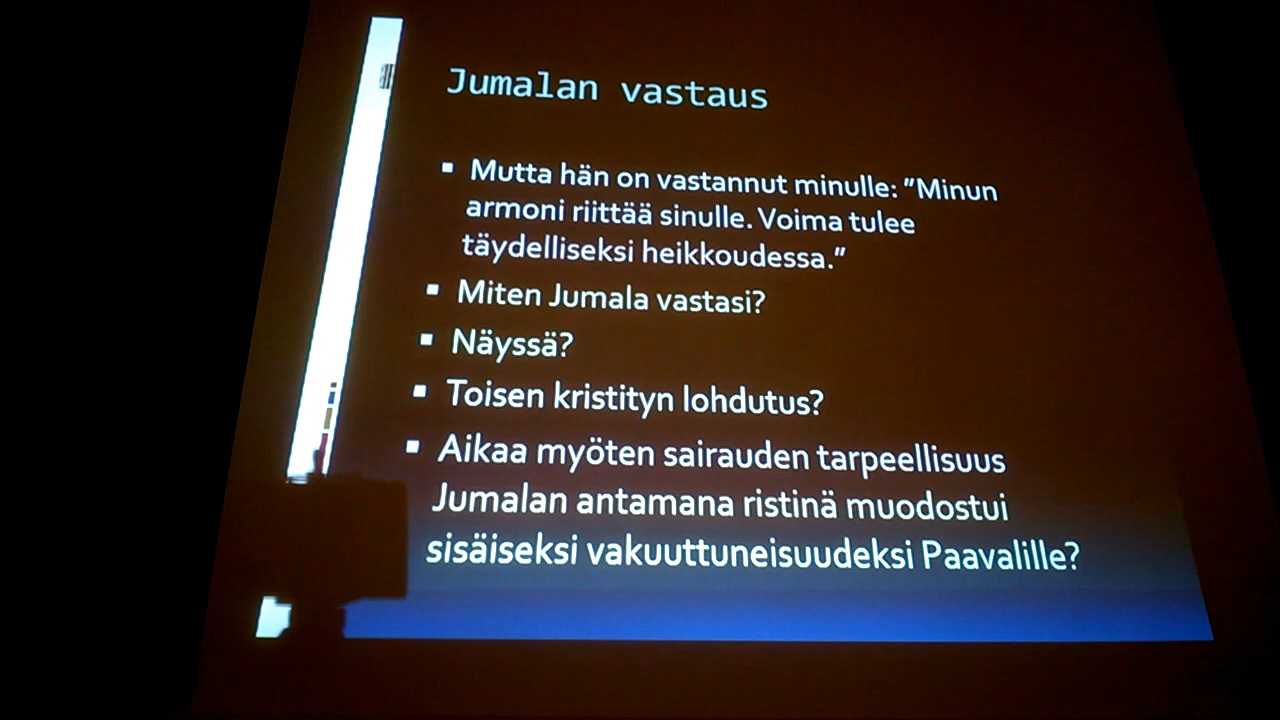 Jumalan vastaus
▪ Mutta hän on vastannut minulle: ”Minun
armoni riittää sinulle. Voima tulee
täydelliseksi heikkoudessa.”
▪ Miten Jumala vastasi?
▪ Näyssä?
▪ Toisen kristityn lohdutus?
▪ Aikaa myöten sairauden tarpeellisuus
Jumalan antamana ristinä muodostui
sisäiseksi vakuuttuneisuudeksi Paavalille?